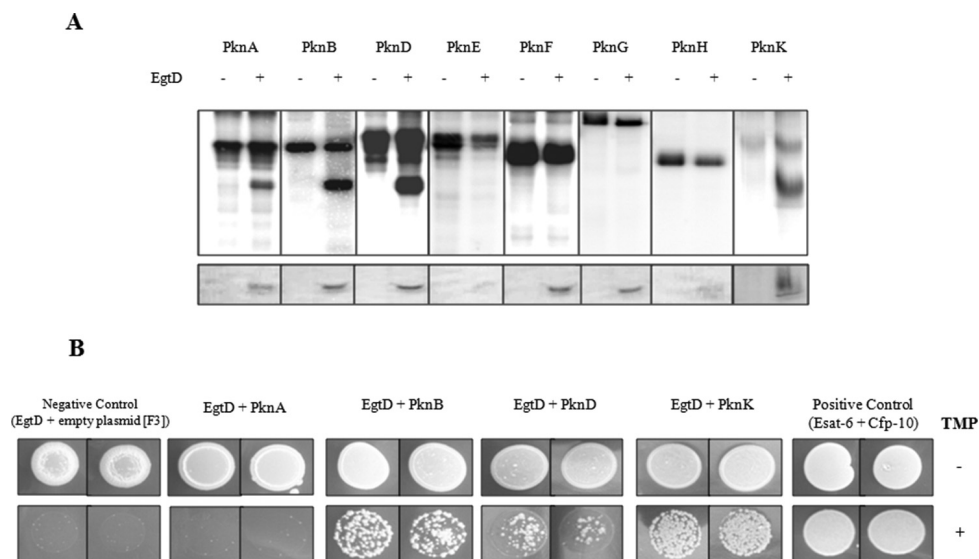 A
PknA PknB PknD PknE PknF PknG PknH PknK
EgtD - + - + - + - + - + - + - + - +
B
Negative Control
(EgtD + empty plasmid [F3])
EgtD + PknA
EgtD + PknB
EgtD + PknD
EgtD + PknK
Positive Control
(Esat-6 + Cfp-10)
TMP
-
+